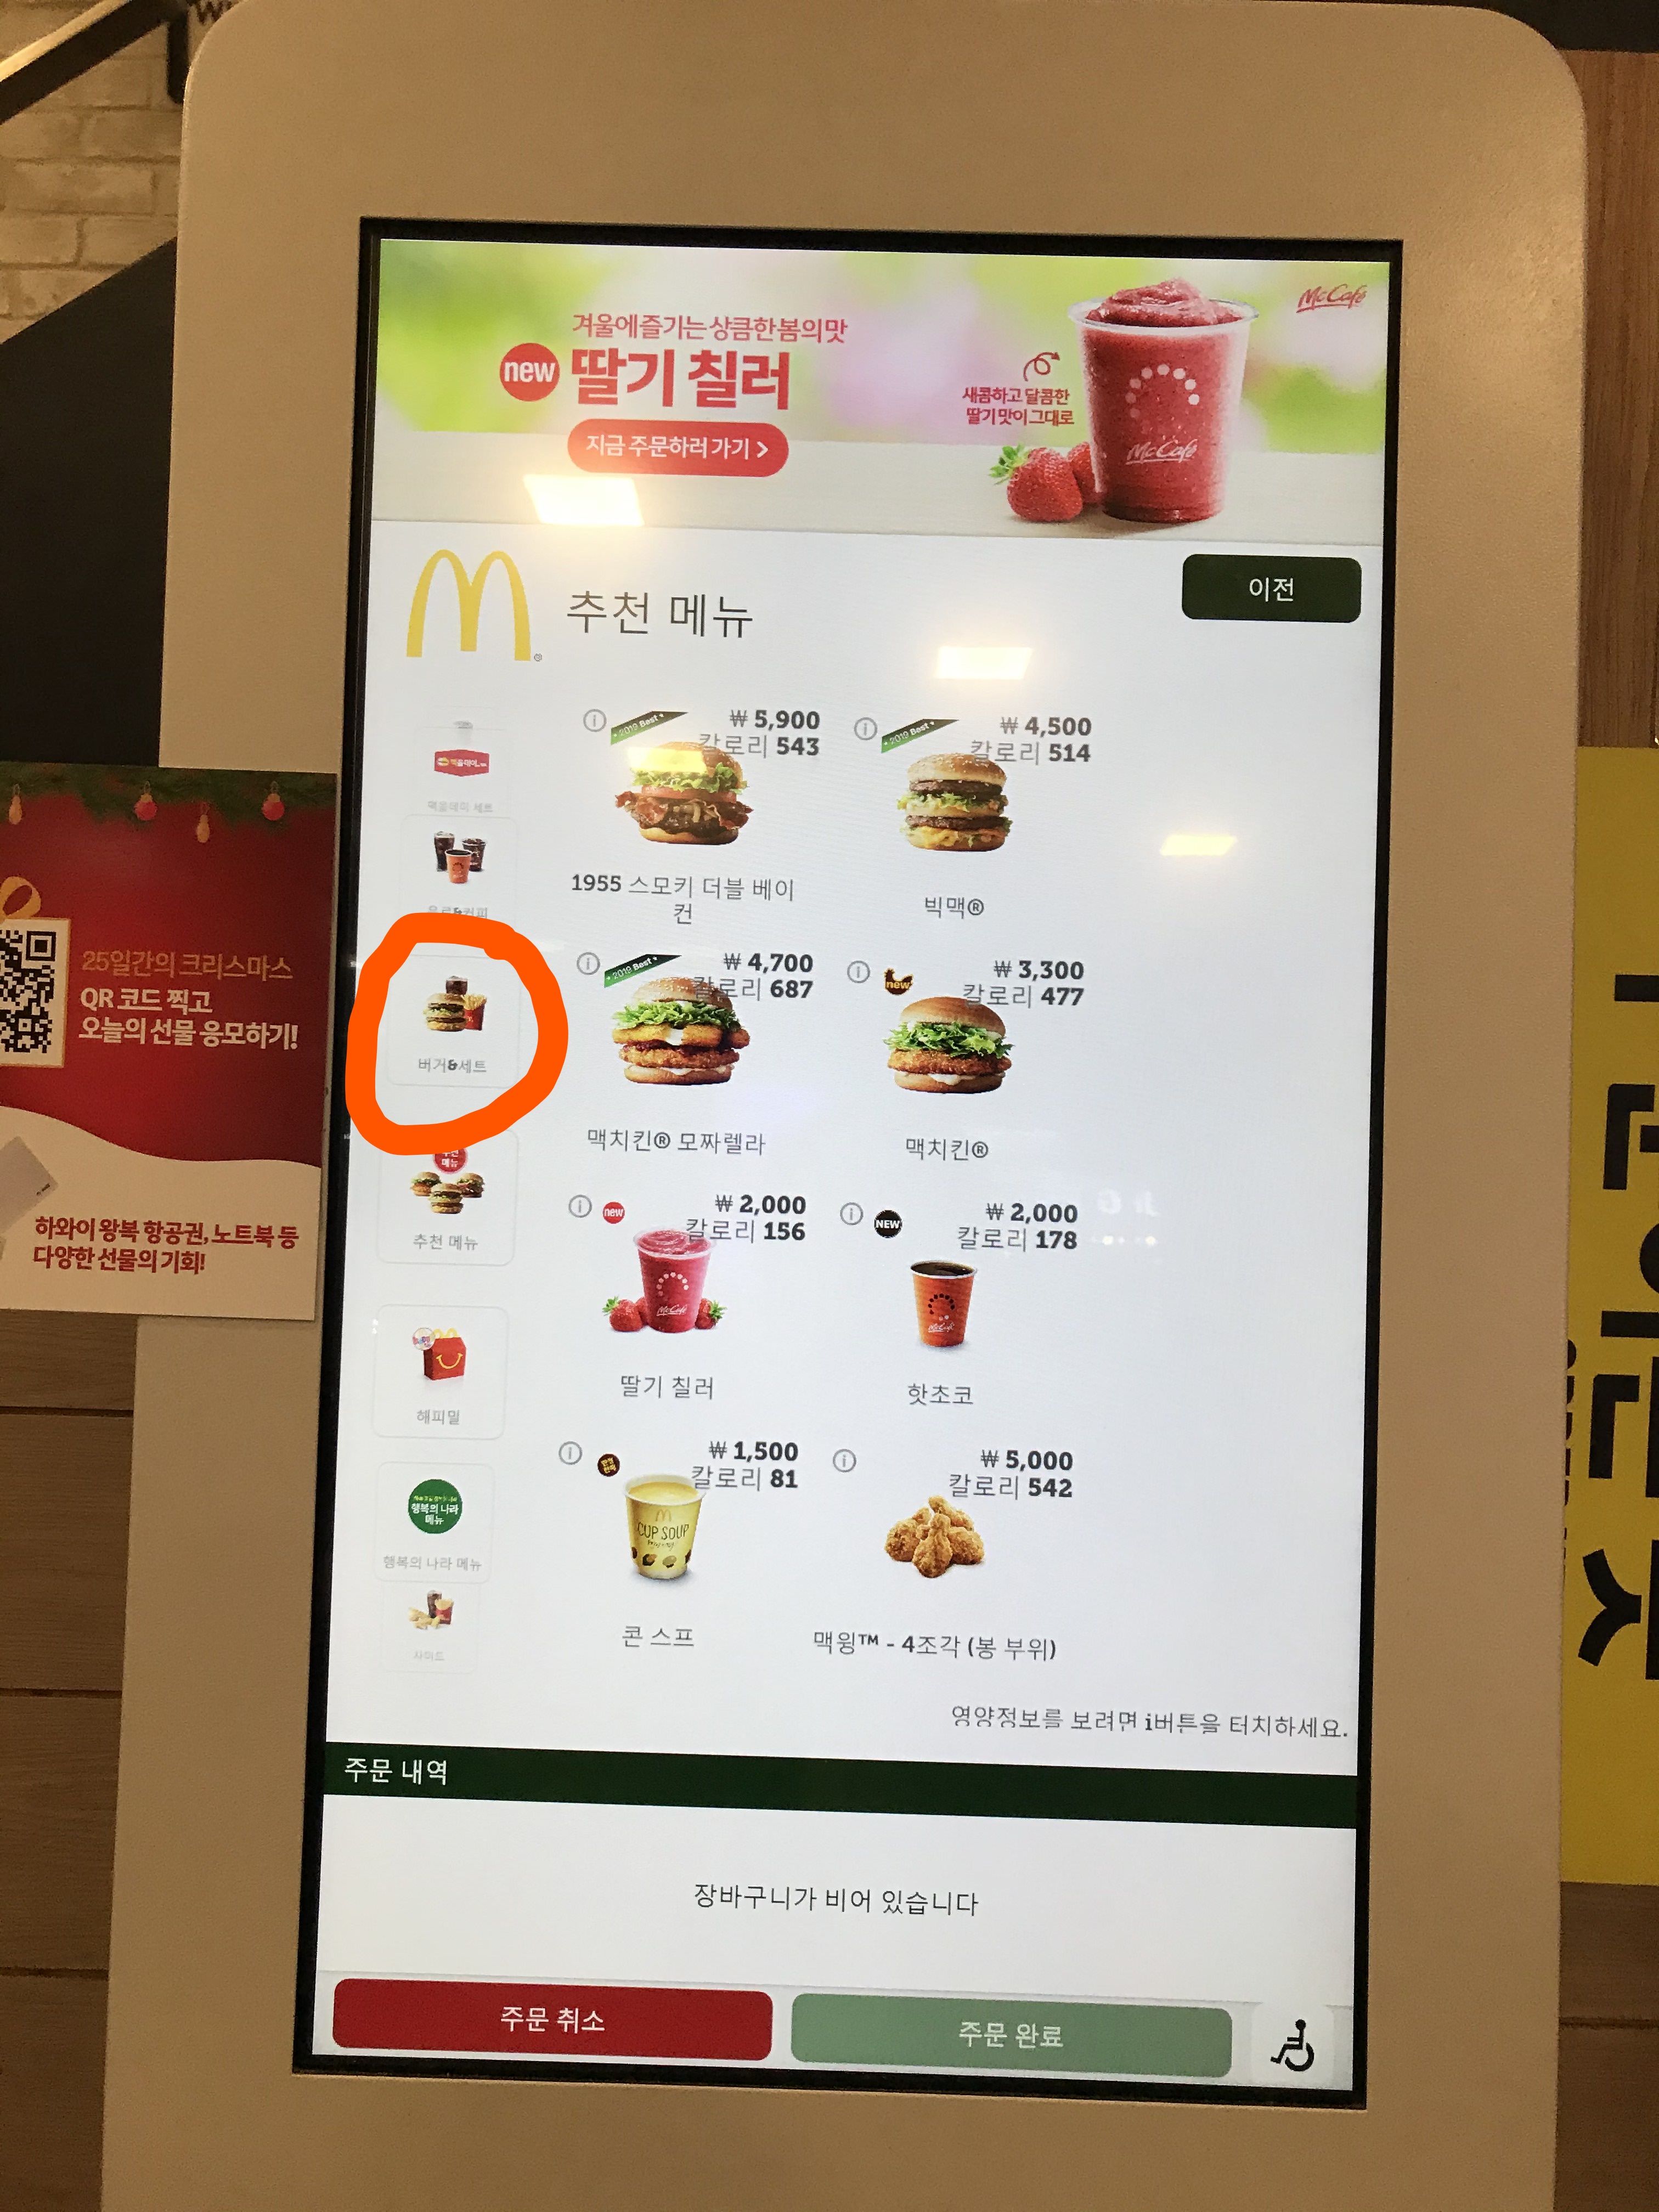 겨울에 즐기는 상큼한 봄의 맛
new 딸기 칠러
지금 주문하러 가기 >
새콤하고 달콤한
딸기 맛이 그대로
McCafé
McCafé
추천 메뉴
이전
맥올데이 세트
버거&세트
추천
메뉴
추천 메뉴
해피밀
행복의 나라
메뉴
행복의 나라 메뉴
2019 Best
₩ 5,900
칼로리 543
1955 스모키 더블 베이
컨
2019 Best
₩ 4,500
칼로리 514
빅맥®
2019 Best
₩ 4,700
칼로리 687
맥치킨® 모짜렐라
new
₩ 3,300
칼로리 477
맥치킨®
new
₩ 2,000
칼로리 156
McCafé
딸기 칠러
NEW
₩ 2,000
칼로리 178
McCafé
핫초코
₩ 1,500
칼로리 81
CUP SOUP
콘 스프
₩ 5,000
칼로리 542
맥윙™ - 4조각 (봉 부위)
영양정보를 보려면 i버튼을 터치하세요.
주문 내역
장바구니가 비어 있습니다
주문 취소
주문 완료
25일간의 크리스마스
QR 코드 찍고
오늘의 선물 응모하기!
하와이 왕복 항공권, 노트북 등
다양한 선물의 기회!